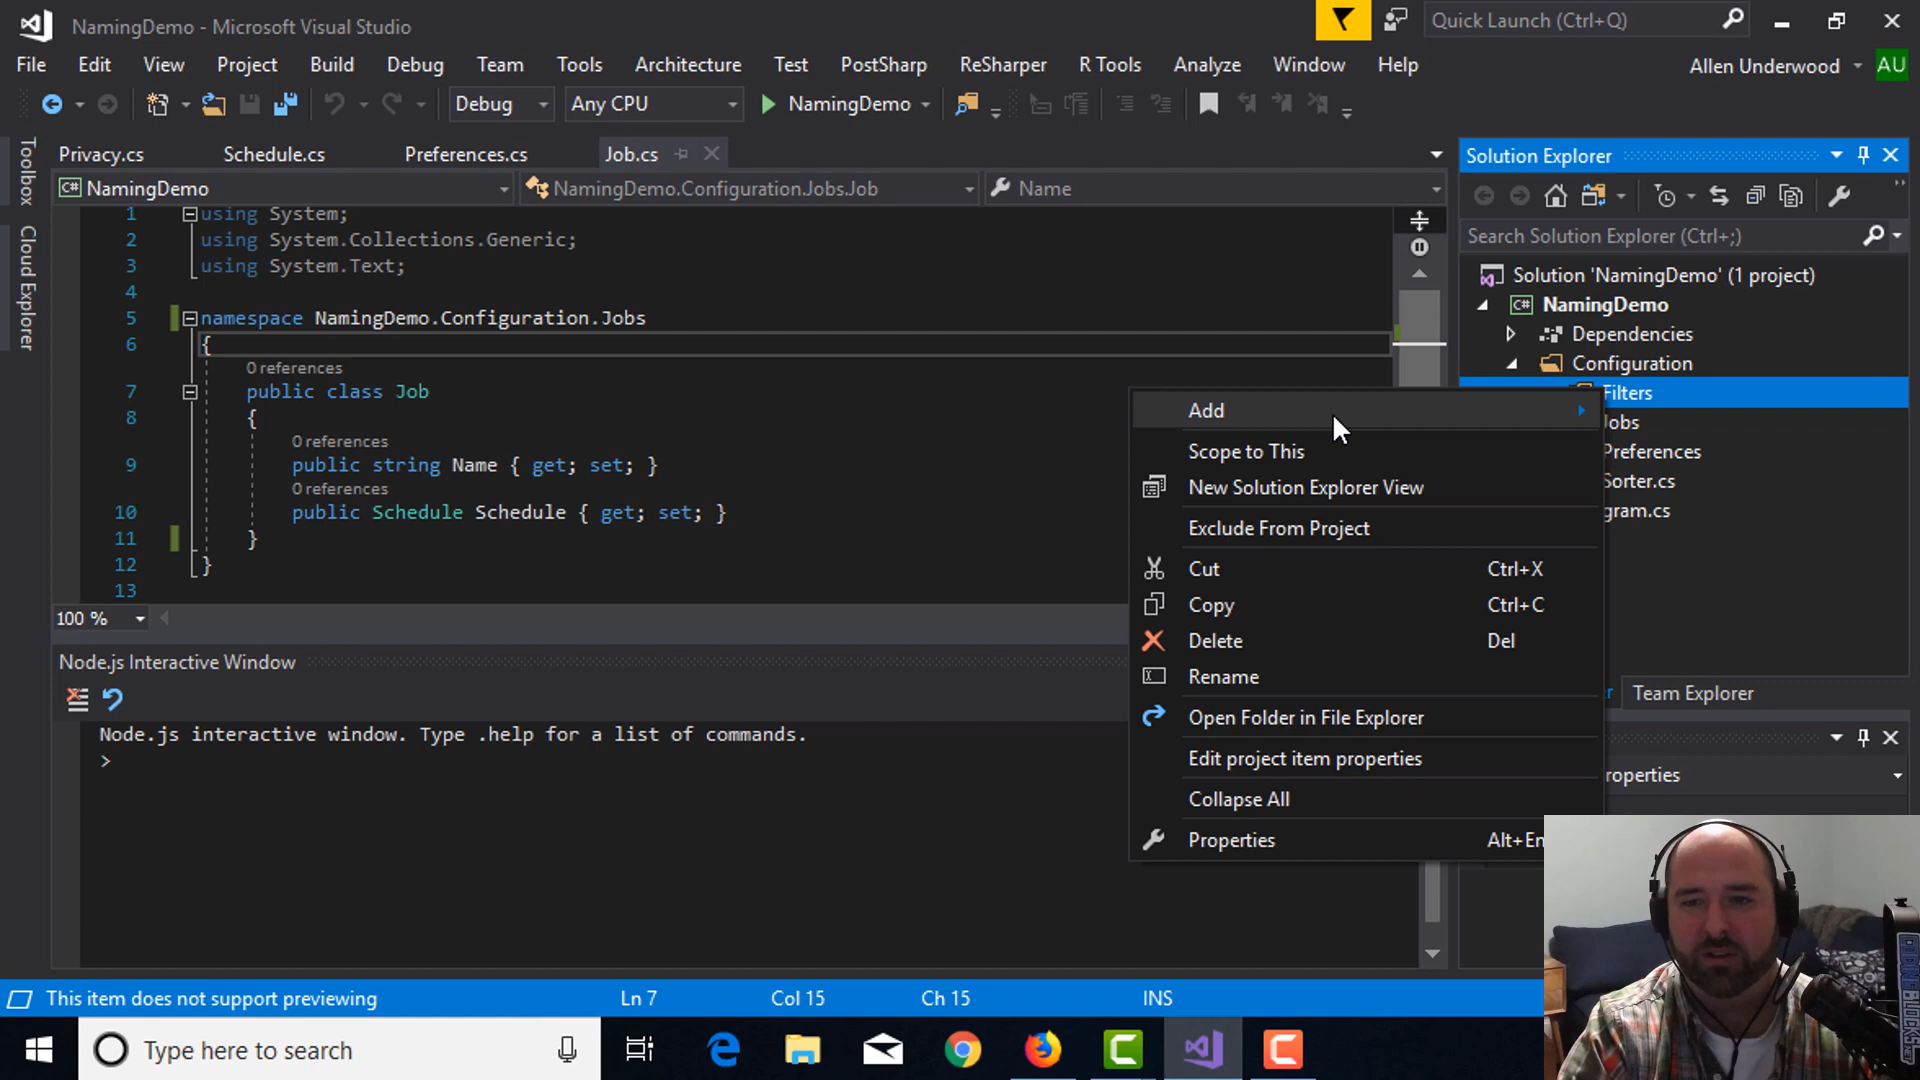 NamingDemo - Microsoft Visual Studio
Quick Launch (Ctrl+Q)
File Edit View Project Build Debug Team Tools Architecture Test PostSharp ReSharper R Tools Analyze Window Help Allen Underwood AU
Debug Any CPU NamingDemo
Toolbox
Cloud Explorer
Privacy.cs Schedule.cs Preferences.cs Job.cs
C# NamingDemo NamingDemo.Configuration.Jobs.Job Name
1 using System;
2 using System.Collections.Generic;
3 using System.Text;
4
5 namespace NamingDemo.Configuration.Jobs
6 {
0 references
7 public class Job
8 {
0 references
9 public string Name { get; set; }
0 references
10 public Schedule Schedule { get; set; }
11 }
12 }
13
100 %
Node.js Interactive Window
Node.js interactive window. Type .help for a list of commands.
>
Solution Explorer
Search Solution Explorer (Ctrl+;)
Solution 'NamingDemo' (1 project)
C# NamingDemo
Dependencies
Configuration
Filters
Jobs
Preferences
Sorter.cs
gram.cs
Add
Scope to This
New Solution Explorer View
Exclude From Project
Cut Ctrl+X
Copy Ctrl+C
Delete Del
Rename
Open Folder in File Explorer
Edit project item properties
Collapse All
Properties Alt+En
r Team Explorer
roperties
This item does not support previewing Ln 7 Col 15 Ch 15 INS
Type here to search
CODINGBLOCKS.NET